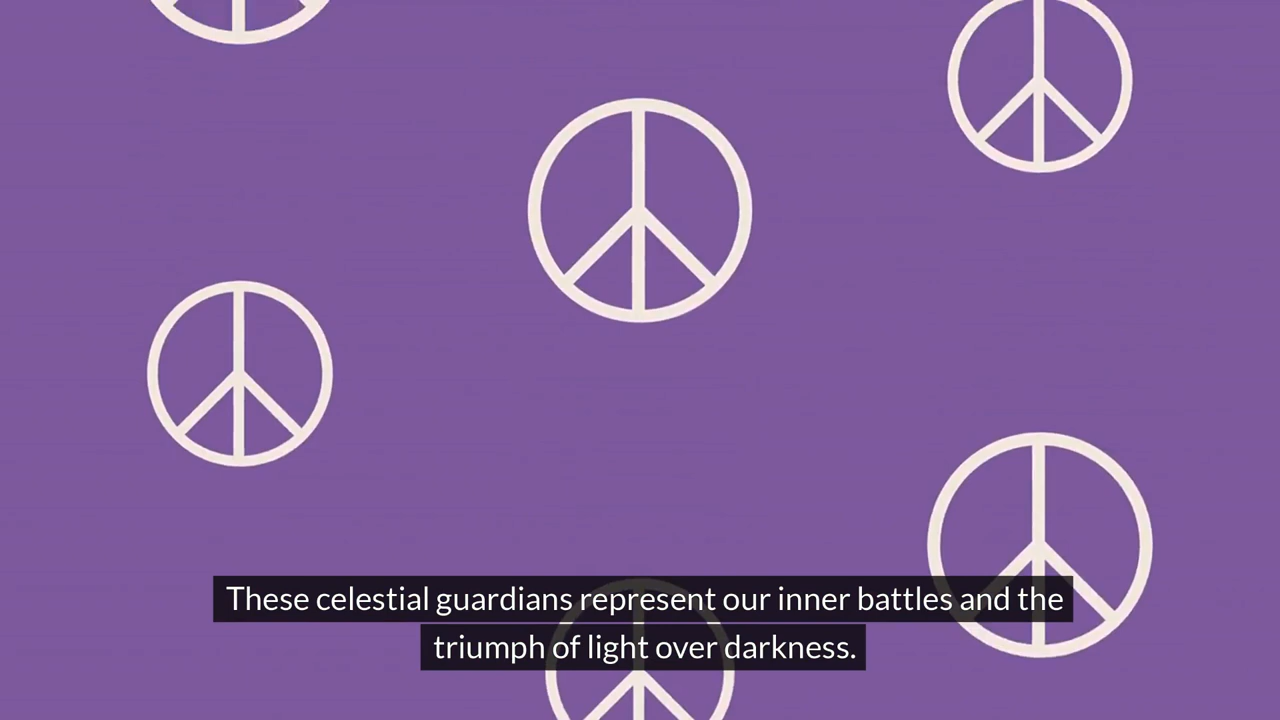 These celestial guardians represent our inner battles and the
triumph of light over darkness.